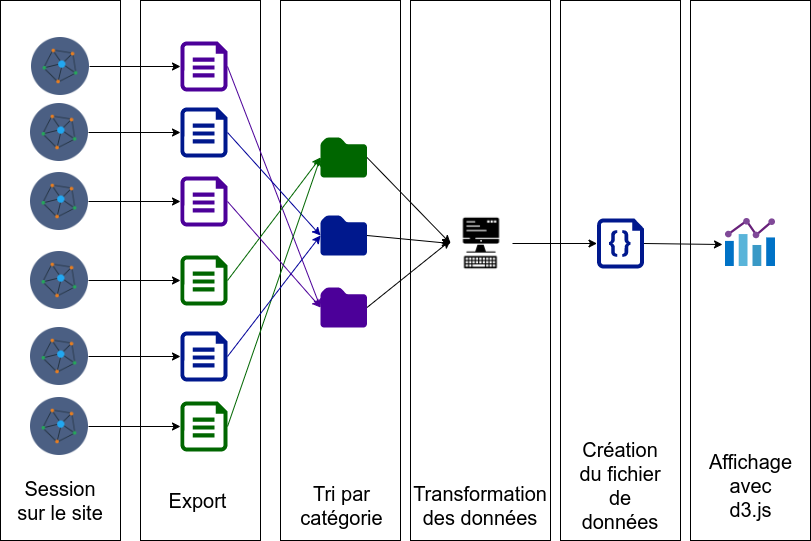 Session
sur le site
Export
Tri par
catégorie
Transformation
des données
Création
du fichier
de
données
Affichage
avec
d3.js
{}